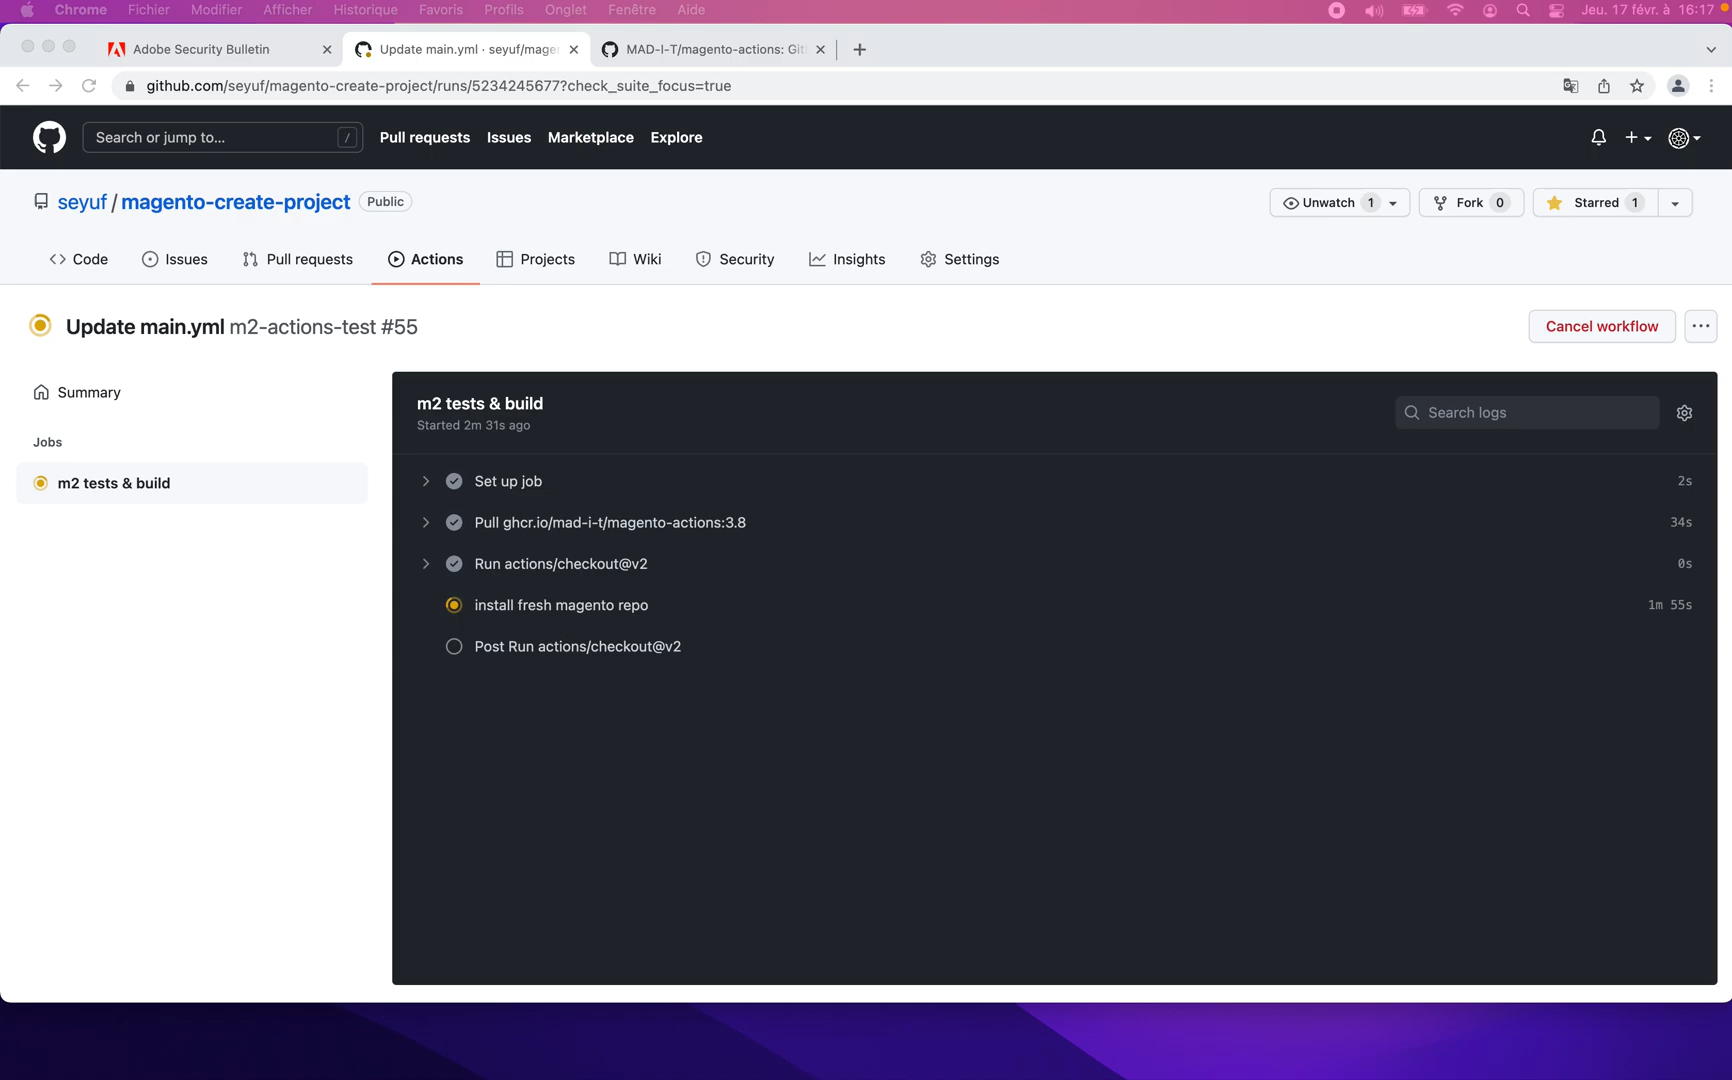 Chrome Fichier Modifier Afficher Historique Favoris Profils Onglet Fenêtre Aide Jeu. 17 févr. à 16:17
Adobe Security Bulletin Update main.yml · seyuf/mage MAD-I-T/magento-actions: Git
github.com/seyuf/magento-create-project/runs/5234245677?check_suite_focus=true
Search or jump to... / Pull requests Issues Marketplace Explore
seyuf / magento-create-project Public Unwatch 1 Fork 0 Starred 1
Code Issues Pull requests Actions Projects Wiki Security Insights Settings
Update main.yml m2-actions-test #55 Cancel workflow
Summary
Jobs
m2 tests & build
m2 tests & build
Started 2m 31s ago
Search logs
Set up job 2s
Pull ghcr.io/mad-i-t/magento-actions:3.8 34s
Run actions/checkout@v2 0s
install fresh magento repo 1m 55s
Post Run actions/checkout@v2